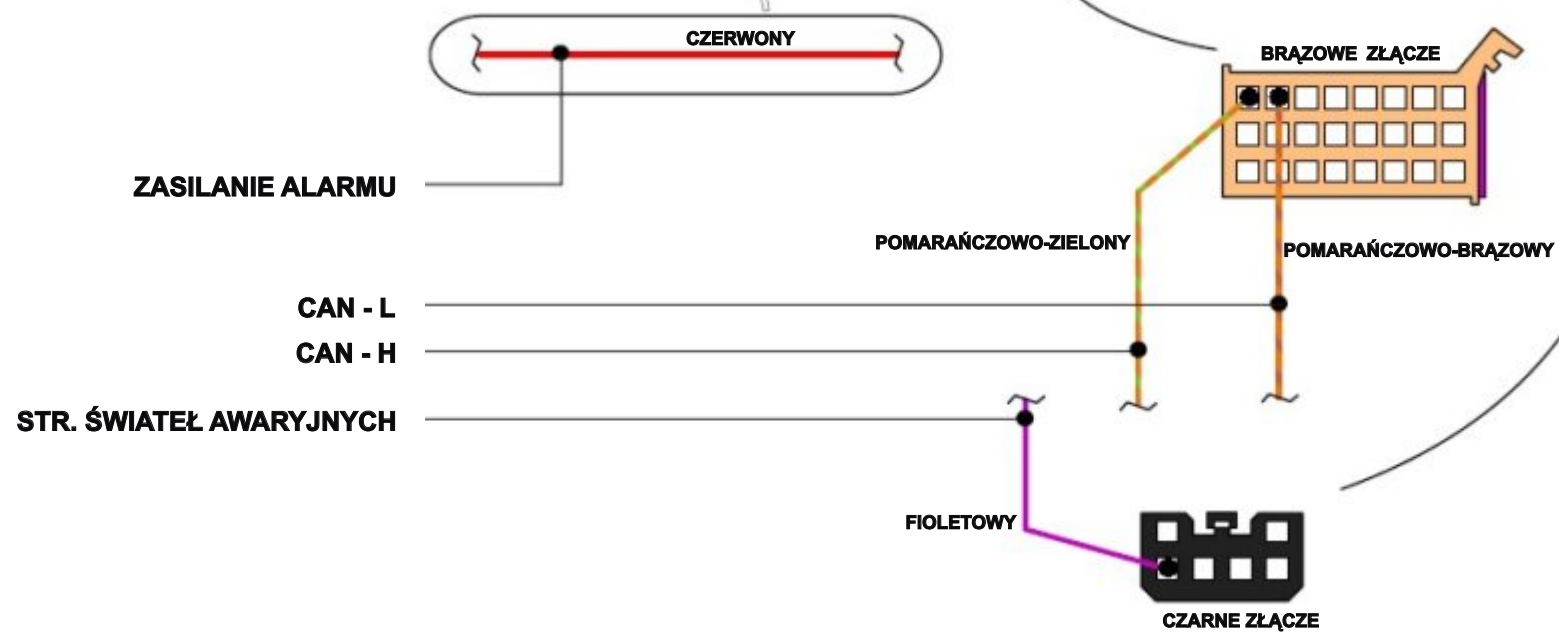 CZERWONY
BRĄZOWE ZŁĄCZE
ZASILANIE ALARMU
POMARAŃCZOWO-ZIELONY
POMARAŃCZOWO-BRĄZOWY
CAN - L
CAN - H
STR. ŚWIATEŁ AWARYJNYCH
FIOLETOWY
CZARNE ZŁĄCZE